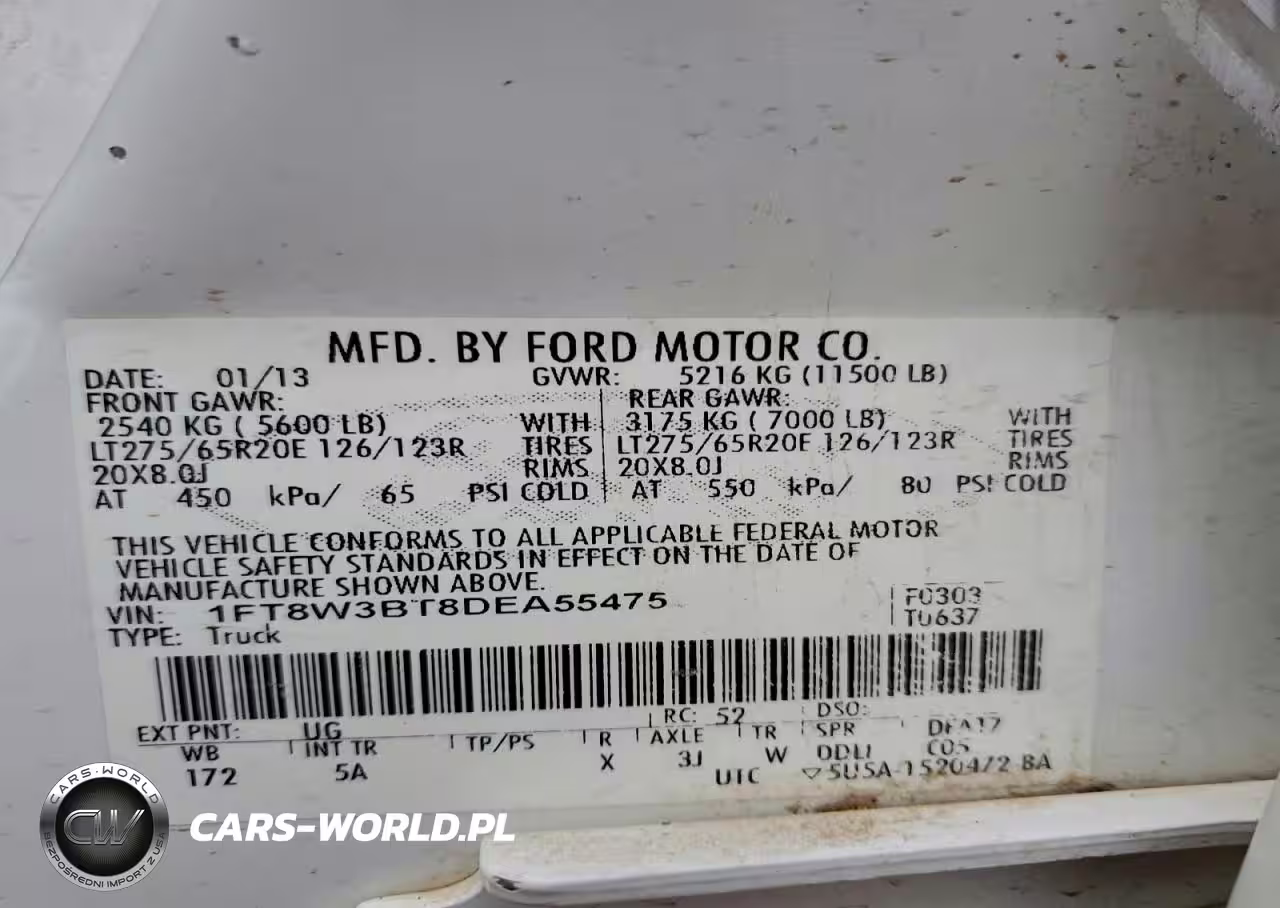 MFD. BY FORD MOTOR CO.
DATE: 01/13 GVWR: 5216 KG (11500 LB)
FRONT GAWR: REAR GAWR:
2540 KG ( 5600 LB) WITH 3175 KG ( 7000 LB) WITH
LT275/65R20E 126/123R TIRES LT275/65R20E 126/123R TIRES
20X8.0J RIMS 20X8.0J RIMS
AT 450 kPa/ 65 PSI COLD AT 550 kPa/ 80 PSI COLD
THIS VEHICLE CONFORMS TO ALL APPLICABLE FEDERAL MOTOR
VEHICLE SAFETY STANDARDS IN EFFECT ON THE DATE OF
MANUFACTURE SHOWN ABOVE.
VIN: 1FT8W3BT8DEA55475 F0303
TYPE: Truck T0637
EXT PNT: UG RC: 52 DSO:
WB INT TR TP/PS R AXLE TR SPR
172 5A X 3J W
UTC
CARS-WORLD
CW
BEZPOŚREDNI IMPORT Z USA
CARS-WORLD.PL